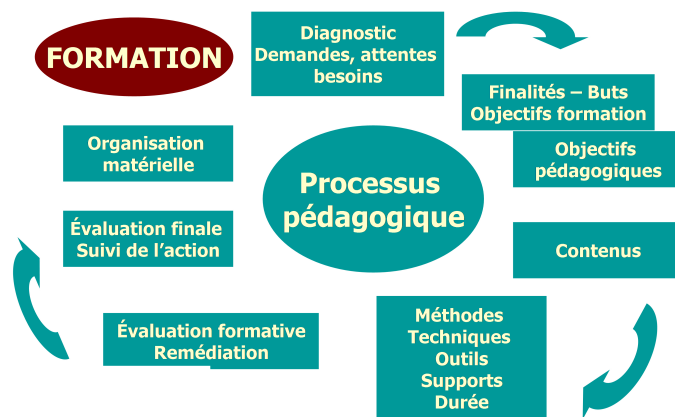 FORMATION
Diagnostic
Demandes, attentes
besoins
Finalités – Buts
Objectifs formation
Objectifs
pédagogiques
Contenus
Méthodes
Techniques
Outils
Supports
Durée
Évaluation formative
Remédiation
Évaluation finale
Suivi de l’action
Organisation
matérielle
Processus
pédagogique